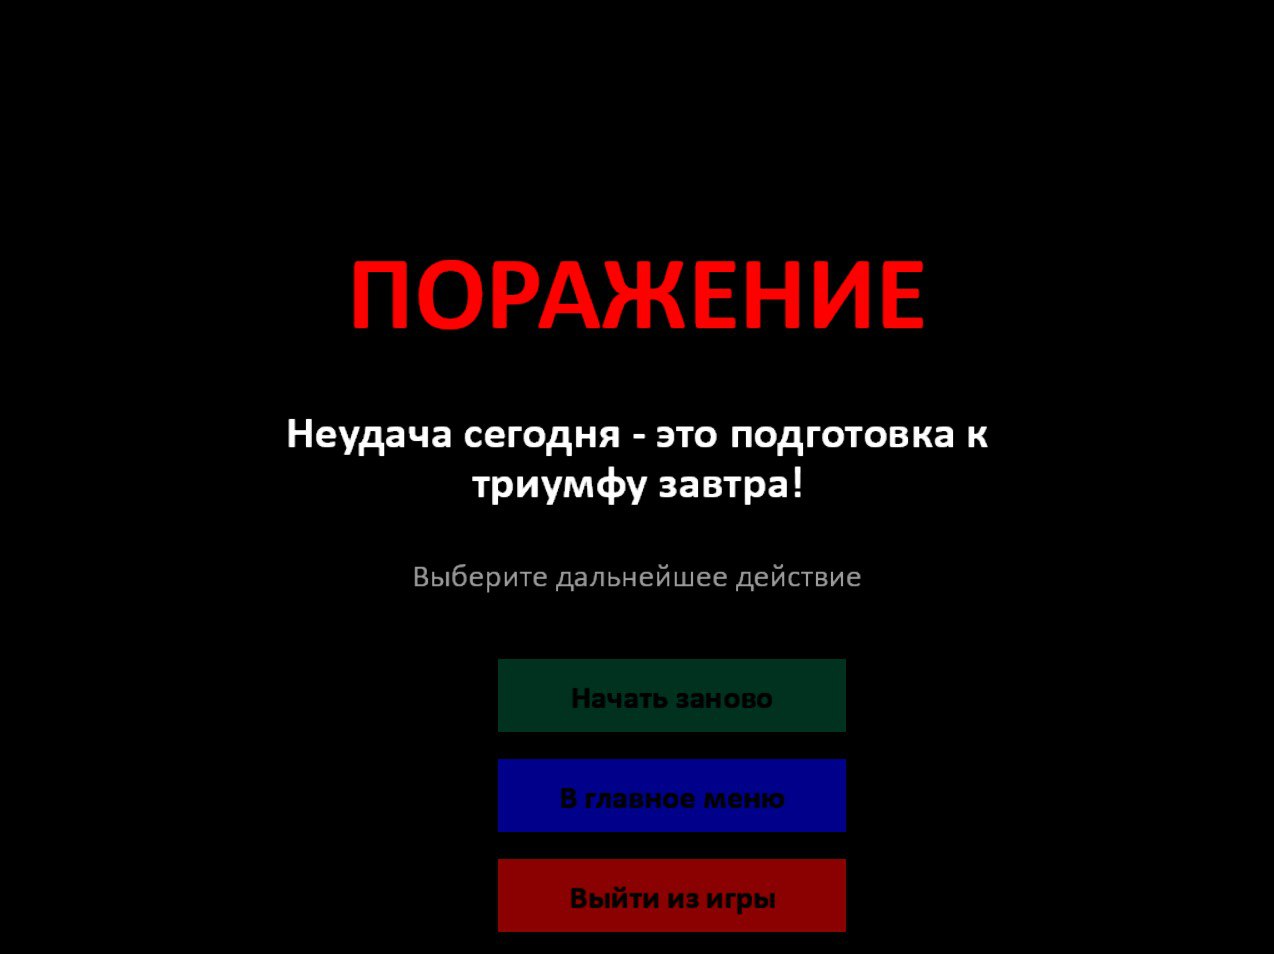 ПОРАЖЕНИЕ
Неудача сегодня - это подготовка к
триумфу завтра!
Выберите дальнейшее действие
Начать заново
В главное меню
Выйти из игры